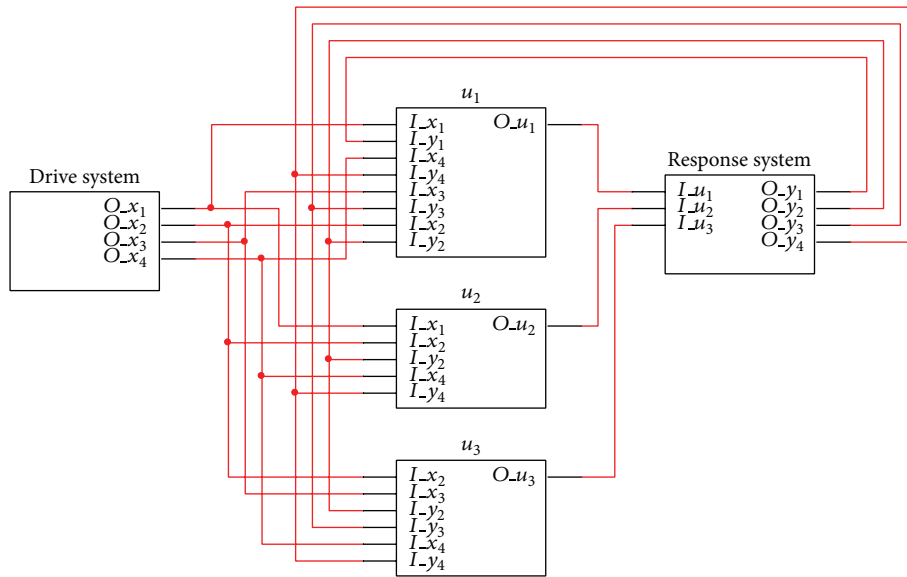 u₁
I_x₁ O_u₁
I_y₁
I_x₄
I_y₄
I_x₃
I_y₃
I_x₂
I_y₂
Drive system
O_x₁
O_x₂
O_x₃
O_x₄
Response system
I_u₁ O_y₁
I_u₂ O_y₂
I_u₃ O_y₃
O_y₄
u₂
I_x₁ O_u₂
I_x₂
I_y₂
I_x₄
I_y₄
u₃
I_x₂ O_u₃
I_x₃
I_y₂
I_y₃
I_x₄
I_y₄